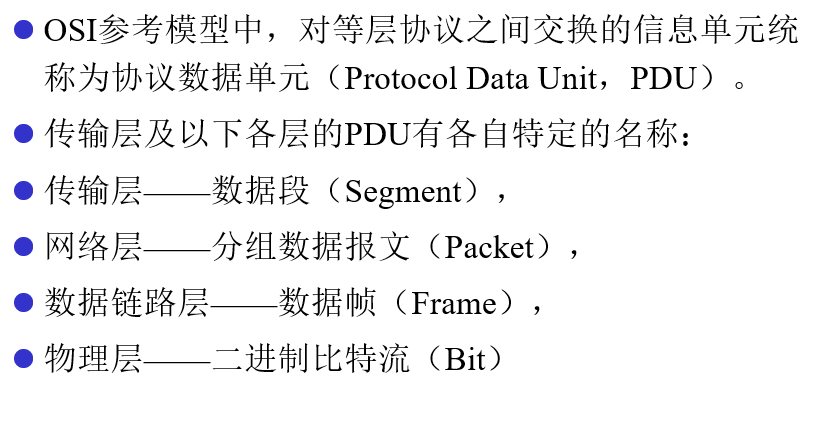 ● OSI参考模型中，对等层协议之间交换的信息单元统
称为协议数据单元（Protocol Data Unit，PDU）。
● 传输层及以下各层的PDU有各自特定的名称：
● 传输层——数据段（Segment），
● 网络层——分组数据报文（Packet），
● 数据链路层——数据帧（Frame），
● 物理层——二进制比特流（Bit）